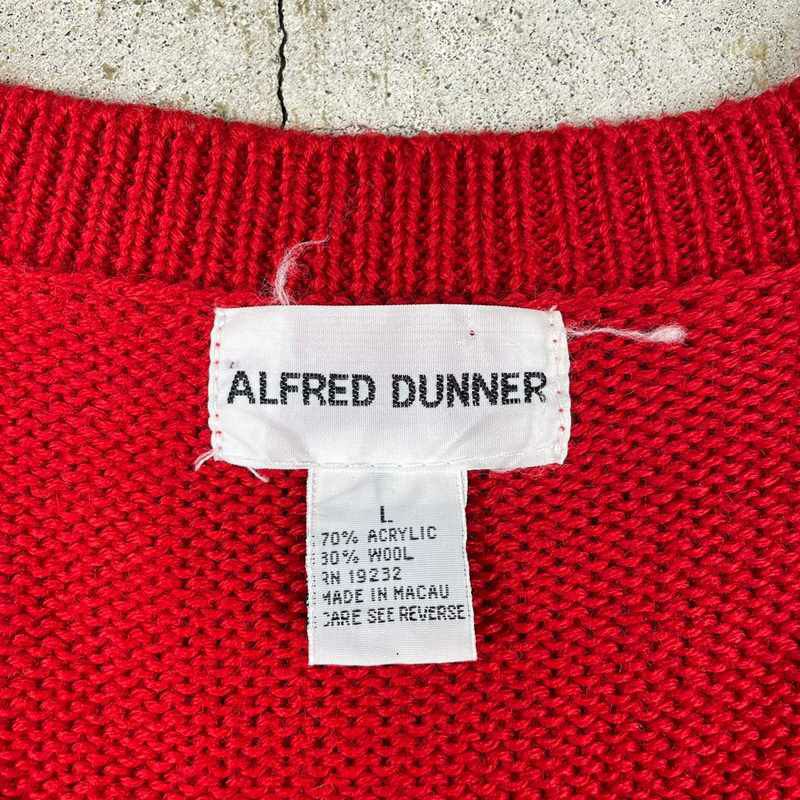 ALFRED DUNNER
L
70% ACRYLIC
30% WOOL
RN 19232
MADE IN MACAU
CARE SEE REVERSE